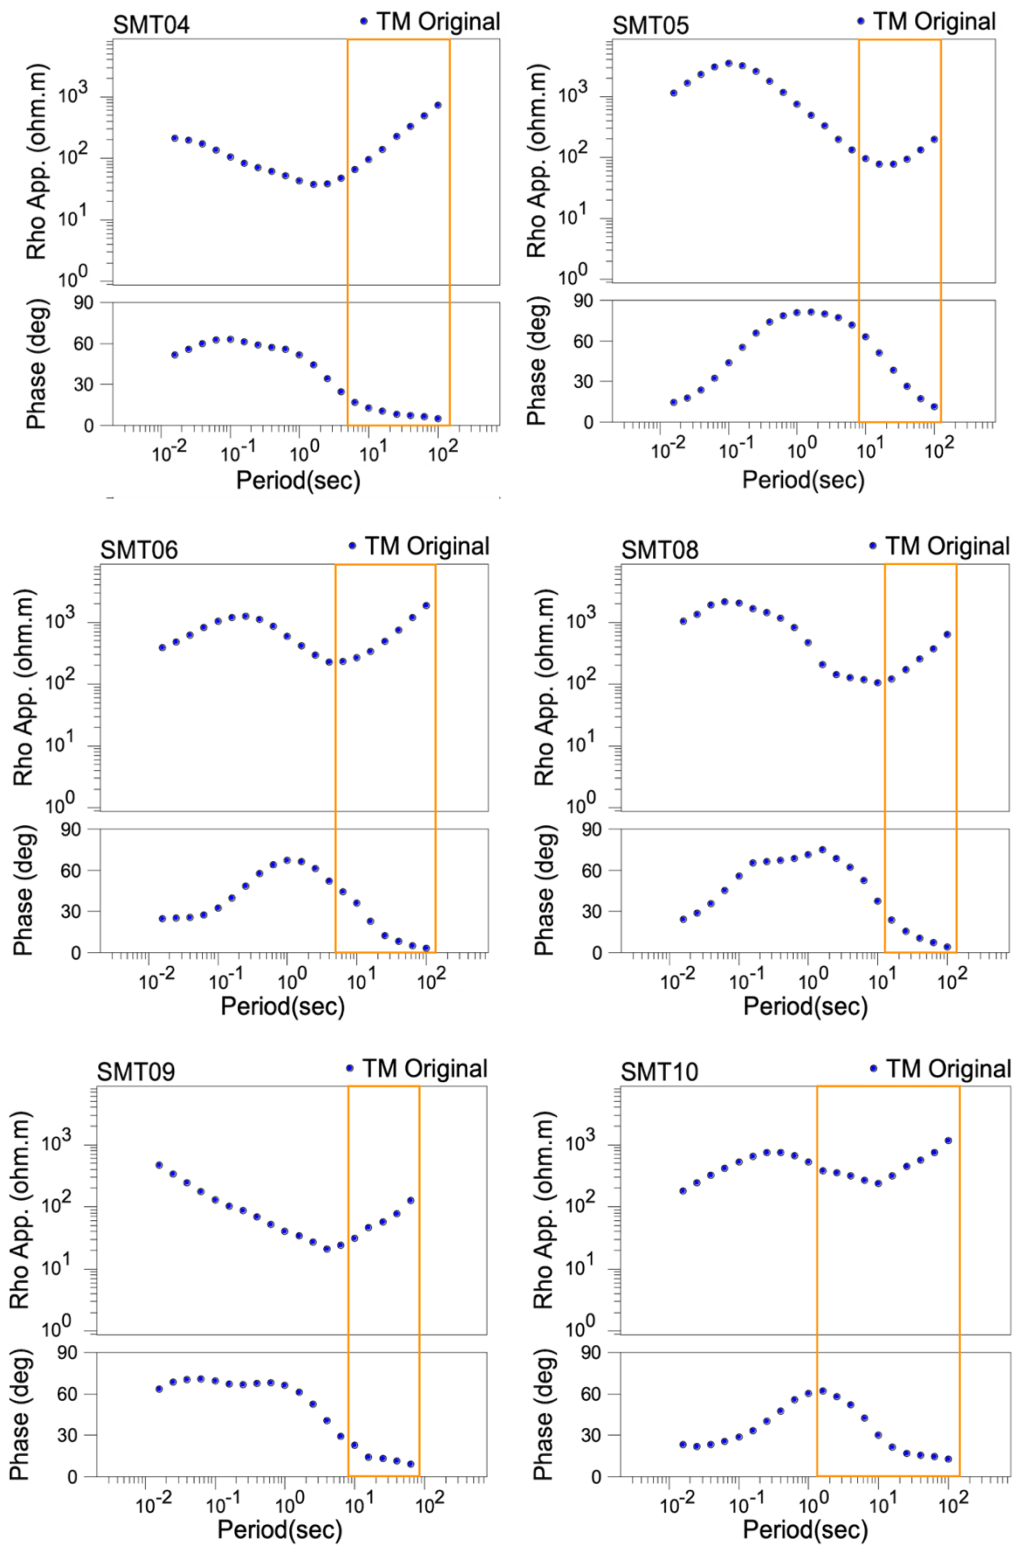 SMT04 TM Original
Rho App. (ohm.m)
10^3
10^2
10^1
10^0
Phase (deg)
90
60
30
0
10^-2 10^-1 10^0 10^1 10^2
Period(sec)
SMT05 TM Original
Rho App. (ohm.m)
10^3
10^2
10^1
10^0
Phase (deg)
90
60
30
0
10^-2 10^-1 10^0 10^1 10^2
Period(sec)
SMT06 TM Original
Rho App. (ohm.m)
10^3
10^2
10^1
10^0
Phase (deg)
90
60
30
0
10^-2 10^-1 10^0 10^1 10^2
Period(sec)
SMT08 TM Original
Rho App. (ohm.m)
10^3
10^2
10^1
10^0
Phase (deg)
90
60
30
0
10^-2 10^-1 10^0 10^1 10^2
Period(sec)
SMT09 TM Original
Rho App. (ohm.m)
10^3
10^2
10^1
10^0
Phase (deg)
90
60
30
0
10^-2 10^-1 10^0 10^1 10^2
Period(sec)
SMT10 TM Original
Rho App. (ohm.m)
10^3
10^2
10^1
10^0
Phase (deg)
90
60
30
0
10^-2 10^-1 10^0 10^1 10^2
Period(sec)